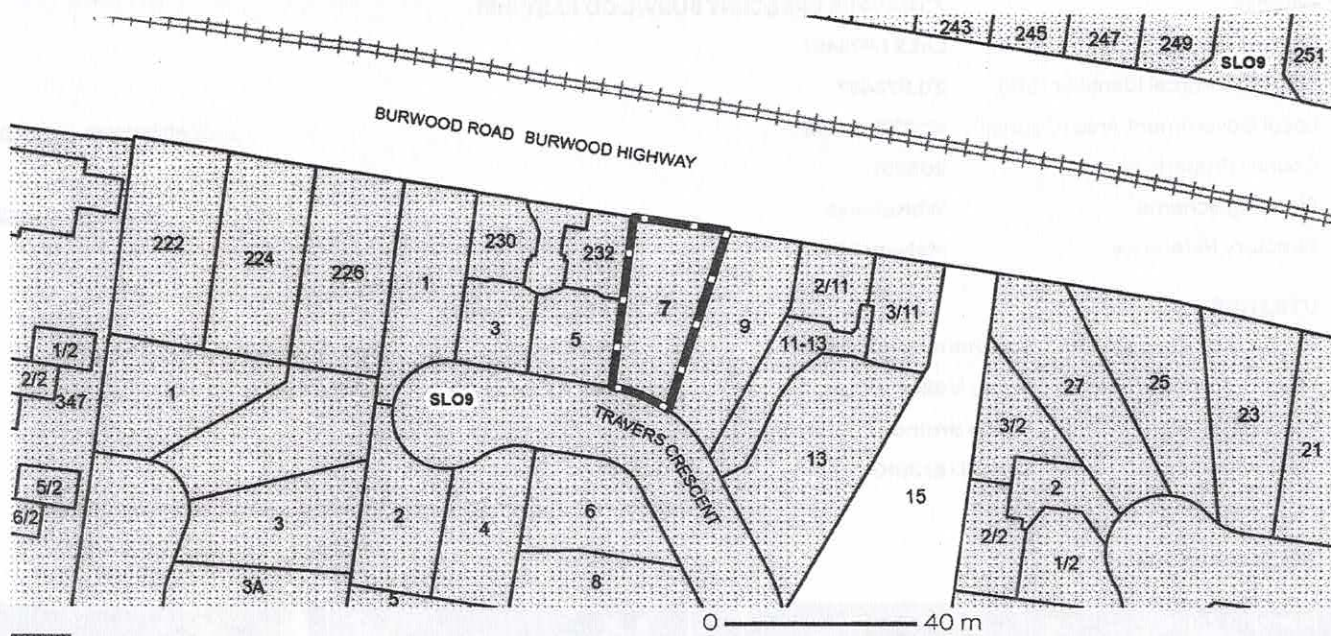 243 245 247 249 251
SLO9
BURWOOD ROAD BURWOOD HIGHWAY
222 224 226 1 230 232 7 9 2/11 3/11
3 5 11-13
1/2
2/2
347
1
SLO9
TRAVERS CRESCENT
13
15
3/2 27 25 23 21
5/2
6/2
3
2 4 6
2
2/2
1/2
3A 5 8
0 40 m